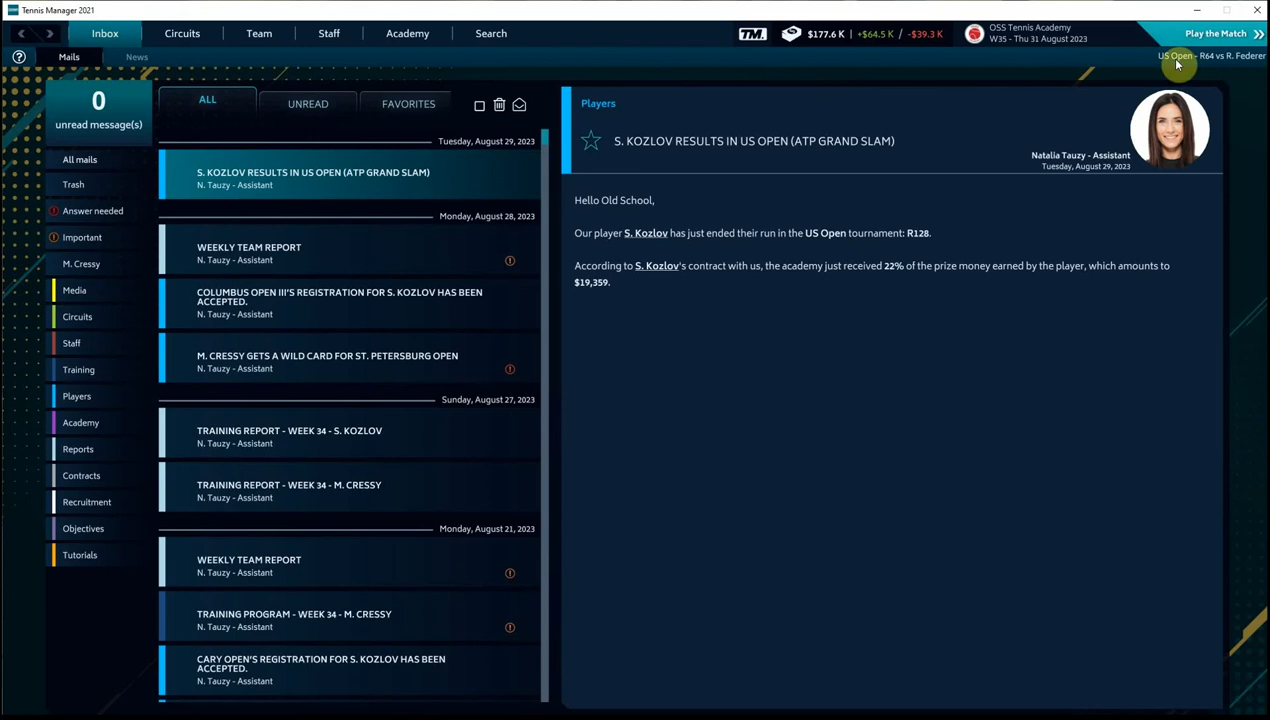 Tennis Manager 2021
Inbox
Circuits
Team
Staff
Academy
Search
TM.
$177.6 K
+$64.5 K / -$39.3 K
OSS Tennis Academy
W35 - Thu 31 August 2023
Play the Match
US Open - R64 vs R. Federer
Mails
News
0
unread message(s)
All mails
Trash
Answer needed
Important
M. Cressy
Media
Circuits
Staff
Training
Players
Academy
Reports
Contracts
Recruitment
Objectives
Tutorials
ALL
UNREAD
FAVORITES
Tuesday, August 29, 2023
S. KOZLOV RESULTS IN US OPEN (ATP GRAND SLAM)
N. Tauzy - Assistant
Monday, August 28, 2023
WEEKLY TEAM REPORT
N. Tauzy - Assistant
COLUMBUS OPEN III'S REGISTRATION FOR S. KOZLOV HAS BEEN
ACCEPTED.
N. Tauzy - Assistant
M. CRESSY GETS A WILD CARD FOR ST. PETERSBURG OPEN
N. Tauzy - Assistant
Sunday, August 27, 2023
TRAINING REPORT - WEEK 34 - S. KOZLOV
N. Tauzy - Assistant
TRAINING REPORT - WEEK 34 - M. CRESSY
N. Tauzy - Assistant
Monday, August 21, 2023
WEEKLY TEAM REPORT
N. Tauzy - Assistant
TRAINING PROGRAM - WEEK 34 - M. CRESSY
N. Tauzy - Assistant
CARY OPEN'S REGISTRATION FOR S. KOZLOV HAS BEEN
ACCEPTED.
N. Tauzy - Assistant
Players
S. KOZLOV RESULTS IN US OPEN (ATP GRAND SLAM)
Natalia Tauzy - Assistant
Tuesday, August 29, 2023
Hello Old School,
Our player S. Kozlov has just ended their run in the US Open tournament: R128.
According to S. Kozlov's contract with us, the academy just received 22% of the prize money earned by the player, which amounts to
$19,359.